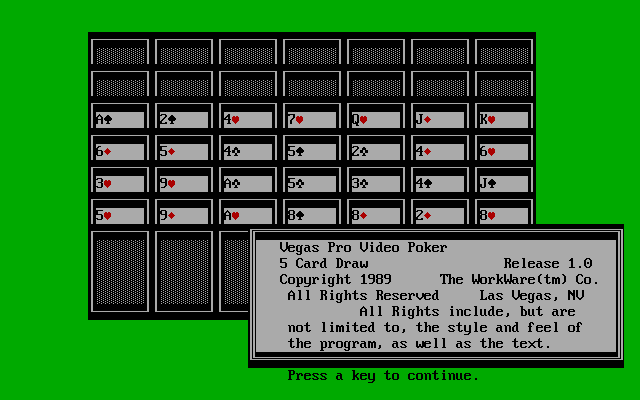 A♠ 2♠ 4♥ 7♥ Q♥ J♦ K♥
6♦ 5♦ 4♣ 5♠ 2♣ 4♦ 6♥
3♥ 9♥ A♣ 5♣ 3♣ 4♠ J♠
5♥ 9♦ A♥ 8♠ 8♦ 2♦ 8♥
Vegas Pro Video Poker
5 Card Draw Release 1.0
Copyright 1989 The WorkWare(tm) Co.
All Rights Reserved Las Vegas, NV
All Rights include, but are
not limited to, the style and feel of
the program, as well as the text.
Press a key to continue.